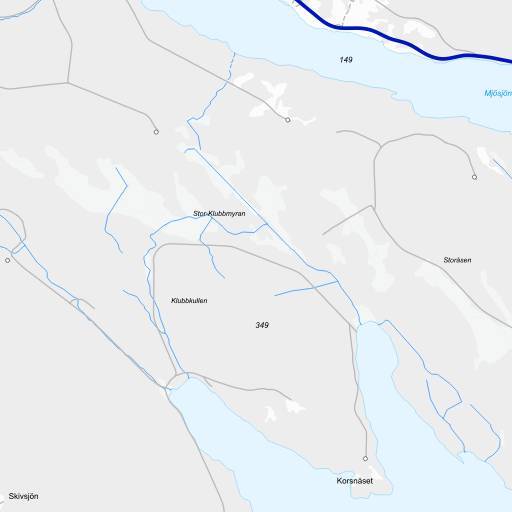 149
Mjösjön
Stor-Klubbmyran
Storåsen
Klubbkullen
349
Korsnäset
Skivsjön